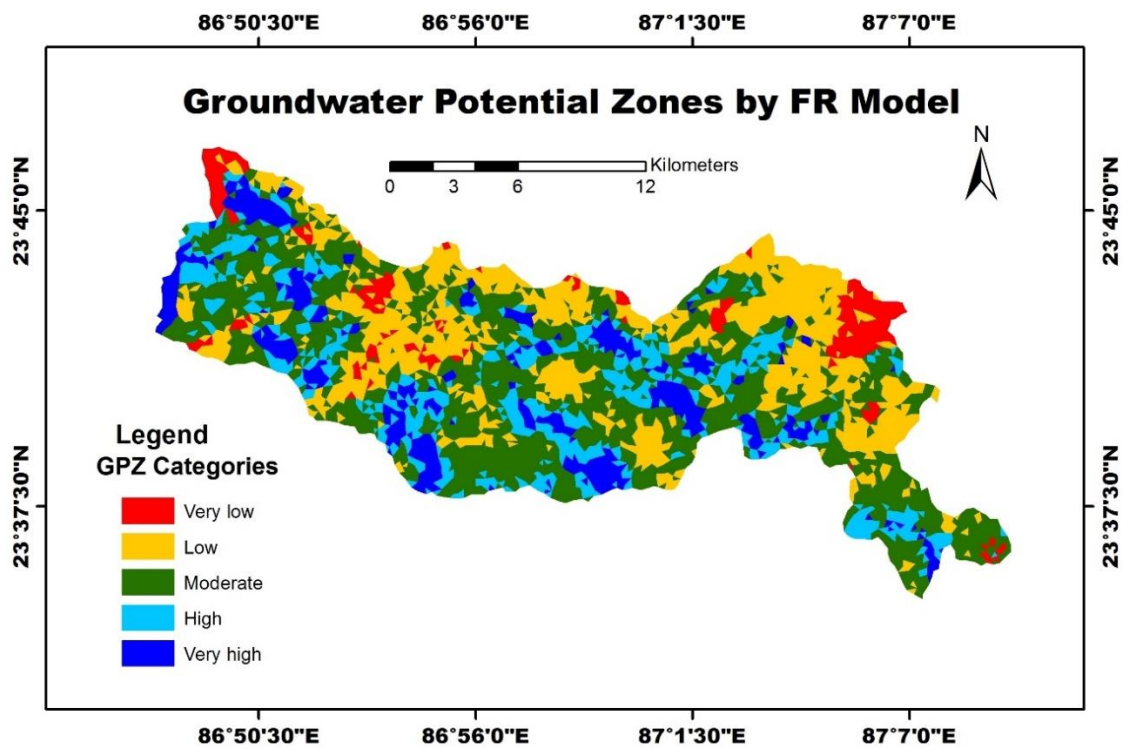 86°50'30"E 86°56'0"E 87°1'30"E 87°7'0"E
Groundwater Potential Zones by FR Model
N
Kilometers
0 3 6 12
23°45'0"N 23°45'0"N
Legend
GPZ Categories
Very low
Low
Moderate
High
Very high
23°37'30"N 23°37'30"N
86°50'30"E 86°56'0"E 87°1'30"E 87°7'0"E